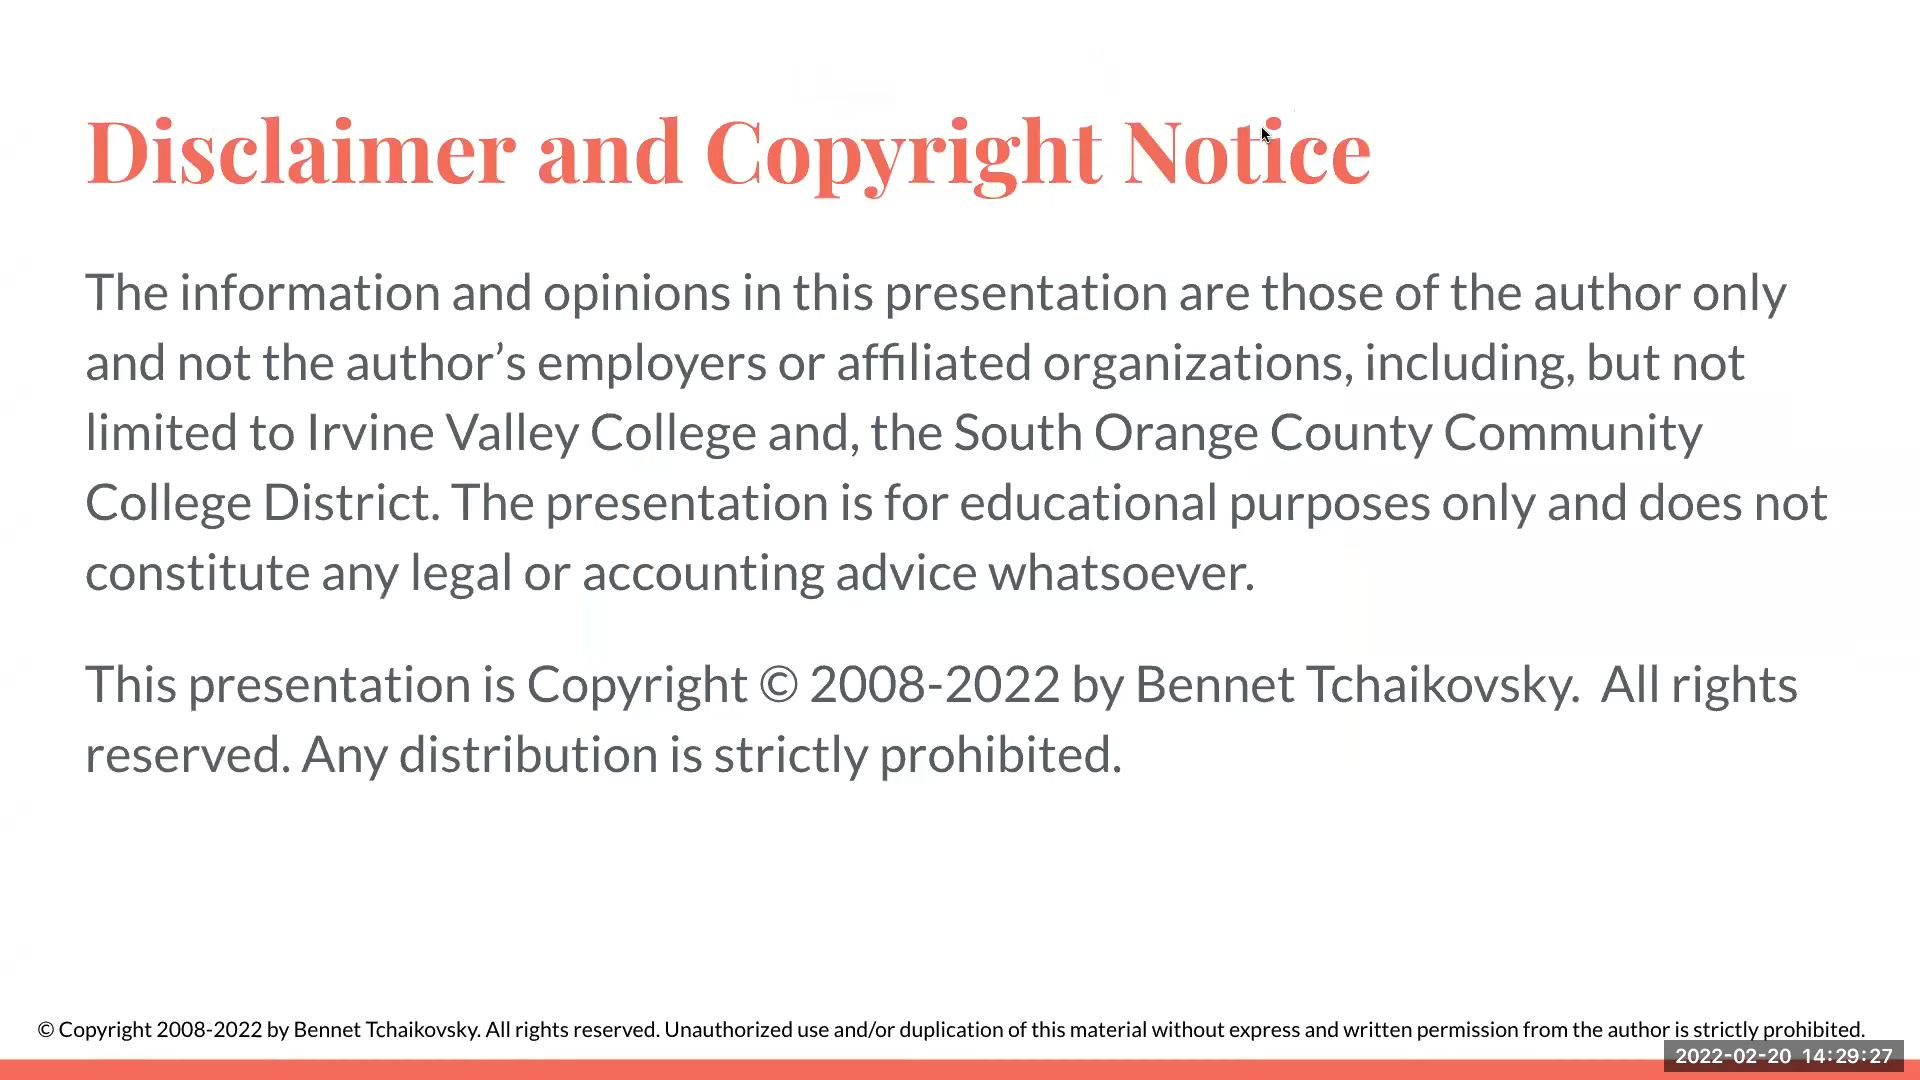 Disclaimer and Copyright Notice
The information and opinions in this presentation are those of the author only
and not the author’s employers or affiliated organizations, including, but not
limited to Irvine Valley College and, the South Orange County Community
College District. The presentation is for educational purposes only and does not
constitute any legal or accounting advice whatsoever.
This presentation is Copyright © 2008-2022 by Bennet Tchaikovsky.  All rights
reserved. Any distribution is strictly prohibited.
© Copyright 2008-2022 by Bennet Tchaikovsky. All rights reserved. Unauthorized use and/or duplication of this material without express and written permission from the author is strictly prohibited.
2022-02-20 14:29:27